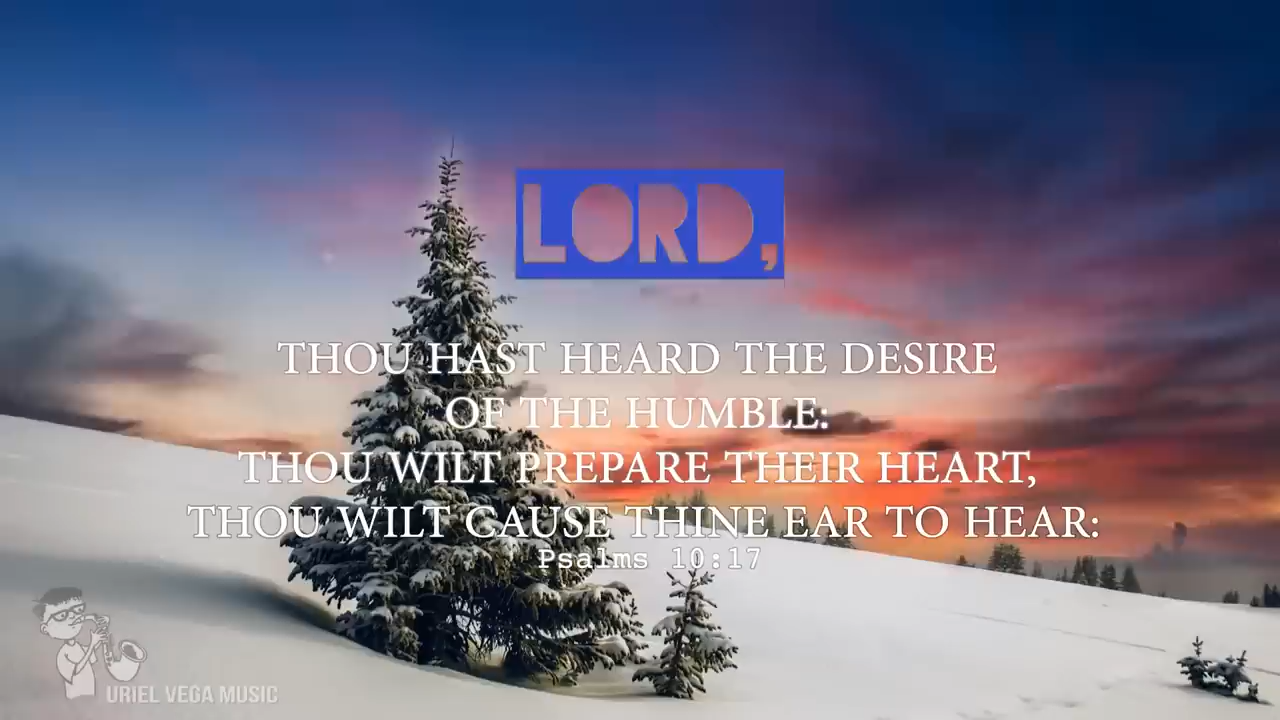 LORD,
THOU HAST HEARD THE DESIRE
OF THE HUMBLE:
THOU WILT PREPARE THEIR HEART,
THOU WILT CAUSE THINE EAR TO HEAR:
Psalms 10:17
URIEL VEGA MUSIC